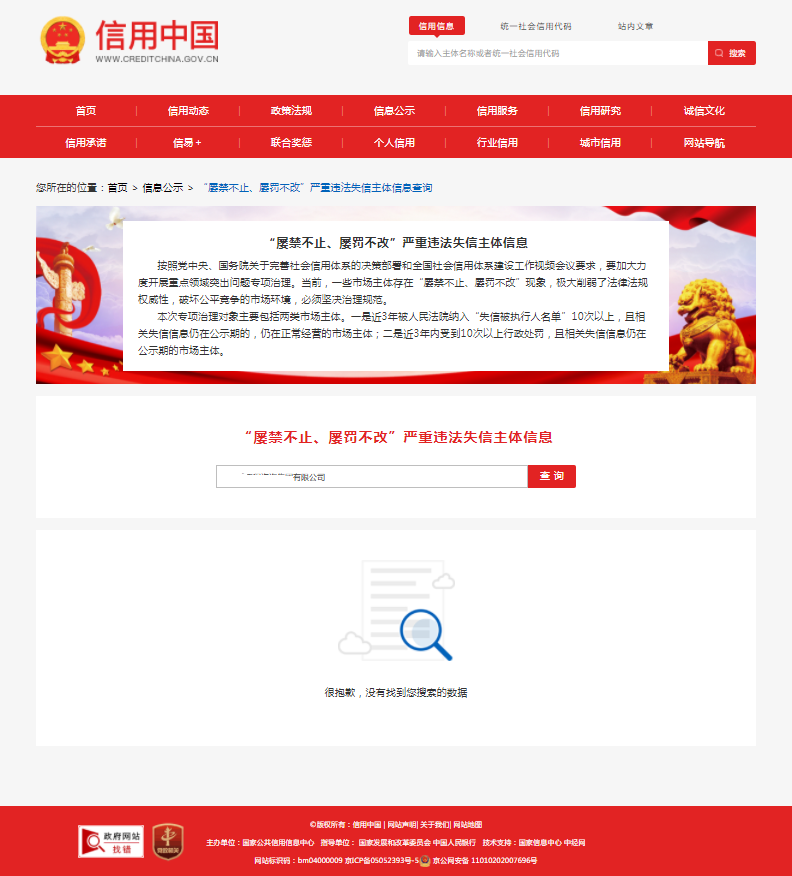 信用中国
WWW.CREDITCHINA.GOV.CN
信用信息 统一社会信用代码 站内文章
请输入主体名称或者统一社会信用代码 搜索
首页 信用动态 政策法规 信息公示 信用服务 信用研究 诚信文化
信用承诺 信易+ 联合奖惩 个人信用 行业信用 城市信用 网站导航
您所在的位置：首页 > 信息公示 > “屡禁不止、屡罚不改”严重违法失信主体信息查询
“屡禁不止、屡罚不改”严重违法失信主体信息
按照党中央、国务院关于完善社会信用体系的决策部署和全国社会信用体系建设工作视频会议要求，要加大力
度开展重点领域突出问题专项治理。当前，一些市场主体存在“屡禁不止、屡罚不改”现象，极大削弱了法律法规
权威性，破坏公平竞争的市场环境，必须坚决治理规范。
本次专项治理对象主要包括两类市场主体。一是近3年被人民法院纳入“失信被执行人名单”10次以上，且相
关失信信息仍在公示期的，仍在正常经营的市场主体；二是近3年内受到10次以上行政处罚，且相关失信信息仍在
公示期的市场主体。
“屡禁不止、屡罚不改”严重违法失信主体信息
有限公司 查 询
很抱歉，没有找到您搜索的数据
政府网站
找错
©版权所有：信用中国 | 网站声明| 关于我们| 网站地图
主办单位：国家公共信用信息中心 指导单位： 国家发展和改革委员会 中国人民银行 技术支持：国家信息中心 中经网
网站标识码：bm04000009 京ICP备05052393号-5 京公网安备 11010202007696号